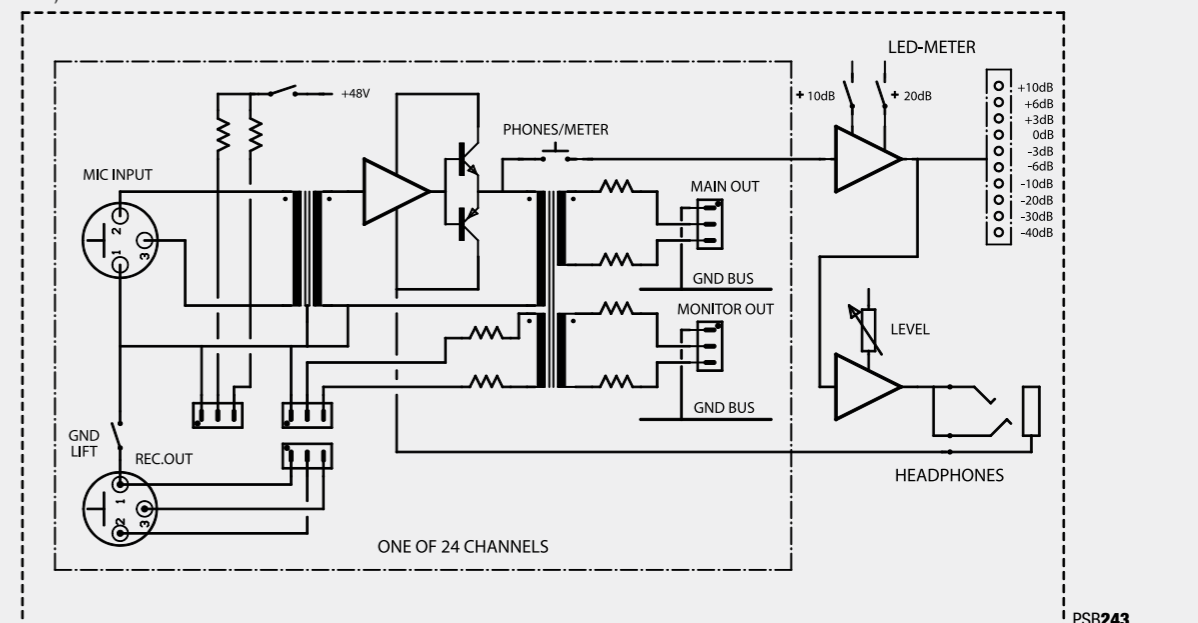 LED-METER
+48V
+ 10dB
+ 20dB
+10dB
+6dB
+3dB
0dB
-3dB
-6dB
-10dB
-20dB
-30dB
-40dB
PHONES/METER
MIC INPUT
2
1
3
MAIN OUT
GND BUS
MONITOR OUT
LEVEL
GND BUS
GND
LIFT
REC.OUT
1
2
3
HEADPHONES
ONE OF 24 CHANNELS
PSB243